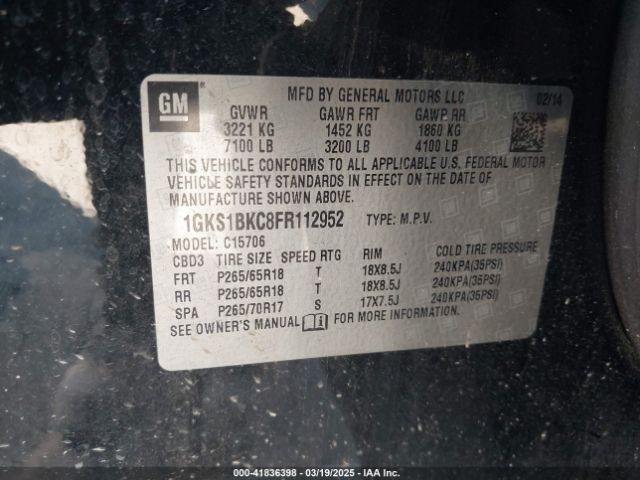 GM
MFD BY GENERAL MOTORS LLC 02/14
GVWR GAWR FRT GAWR RR
3221 KG 1452 KG 1860 KG
7100 LB 3200 LB 4100 LB
THIS VEHICLE CONFORMS TO ALL APPLICABLE U.S. FEDERAL MOTOR
VEHICLE SAFETY STANDARDS IN EFFECT ON THE DATE OF
MANUFACTURE SHOWN ABOVE.
1GKS1BKC8FR112952 TYPE: M.P.V.
MODEL: C15706
CBD3 TIRE SIZE SPEED RTG RIM COLD TIRE PRESSURE
FRT P265/65R18 T 18X8.5J 240KPA(35PSI)
RR P265/65R18 T 18X8.5J 240KPA(35PSI)
SPA P265/70R17 S 17X7.5J 240KPA(35PSI)
SEE OWNER'S MANUAL i FOR MORE INFORMATION.
000-41836398 - 03/19/2025 - IAA Inc.